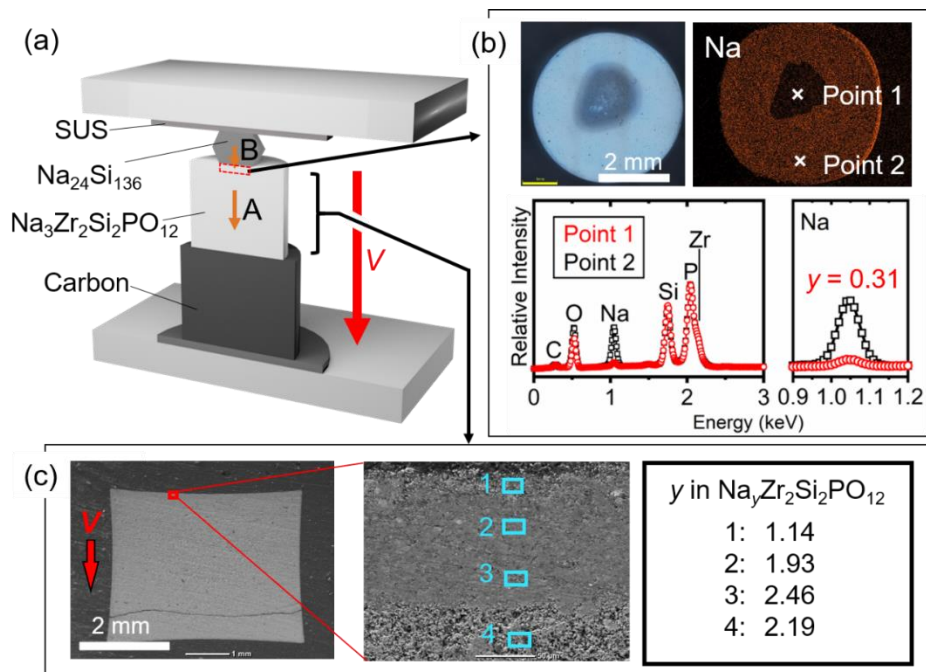 (a)
SUS
Na24Si136
Na3Zr2Si2PO12
Carbon
B
A
V
(b)
2 mm
Na
Point 1
Point 2
Relative Intensity
Point 1
Point 2
C
O
Na
Si
P
Zr
0 1 2 3
Na
y = 0.31
0.9 1.0 1.1 1.2
Energy (keV)
(c)
V
2 mm
1 mm
1
2
3
4
y in NayZr2Si2PO12
1: 1.14
2: 1.93
3: 2.46
4: 2.19